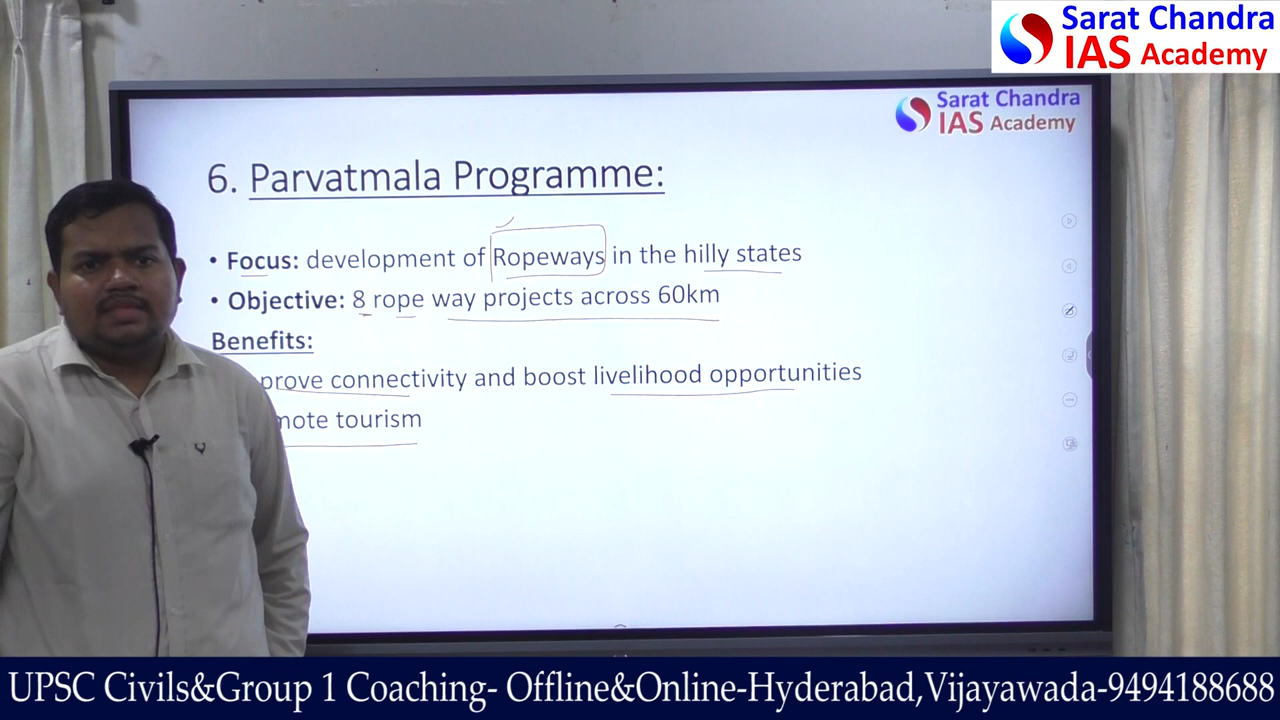 Sarat Chandra
IAS Academy
Sarat Chandra
IAS Academy
6. Parvatmala Programme:
• Focus: development of Ropeways in the hilly states
• Objective: 8 rope way projects across 60km
Benefits:
prove connectivity and boost livelihood opportunities
mote tourism
UPSC Civils&Group 1 Coaching- Offline&Online-Hyderabad,Vijayawada-9494188688